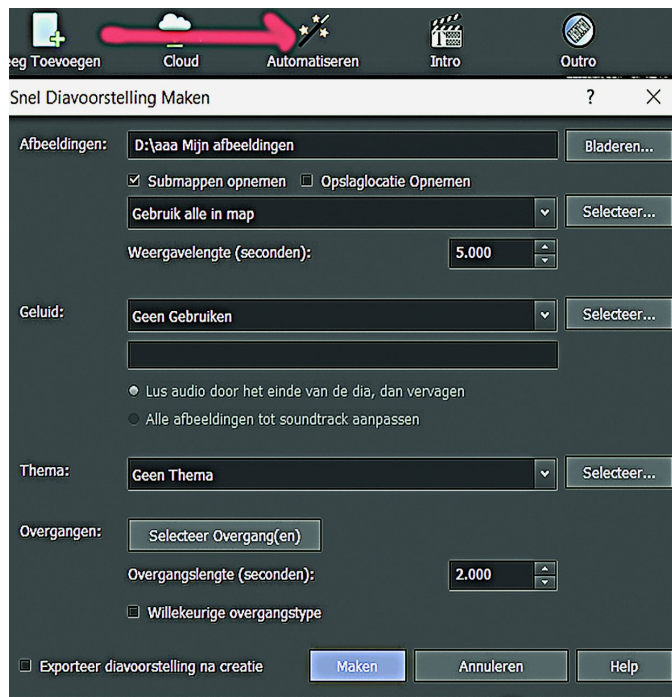 eeg Toevoegen Cloud Automatiseren Intro Outro
Snel Diavoorstelling Maken ?
Afbeeldingen: D:\aaa Mijn afbeeldingen Bladeren...
Submappen opnemen Opslaglocatie Opnemen
Gebruik alle in map Selecteer...
Weergavelengte (seconden): 5.000
Geluid: Geen Gebruiken Selecteer...
Lus audio door het einde van de dia, dan vervagen
Alle afbeeldingen tot soundtrack aanpassen
Thema: Geen Thema Selecteer...
Overgangen: Selecteer Overgang(en)
Overgangslengte (seconden): 2.000
Willekeurige overgangstype
Exporteer diavoorstelling na creatie Maken Annuleren Help